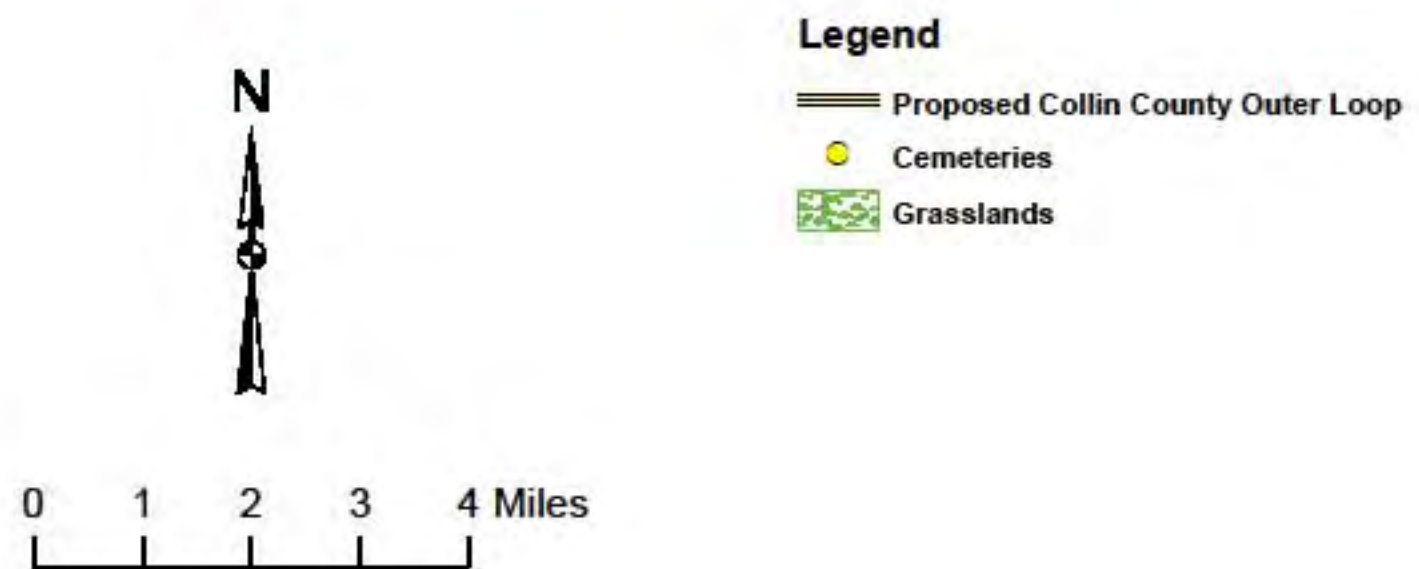 Legend
N
Proposed Collin County Outer Loop
Cemeteries
Grasslands
0 1 2 3 4 Miles